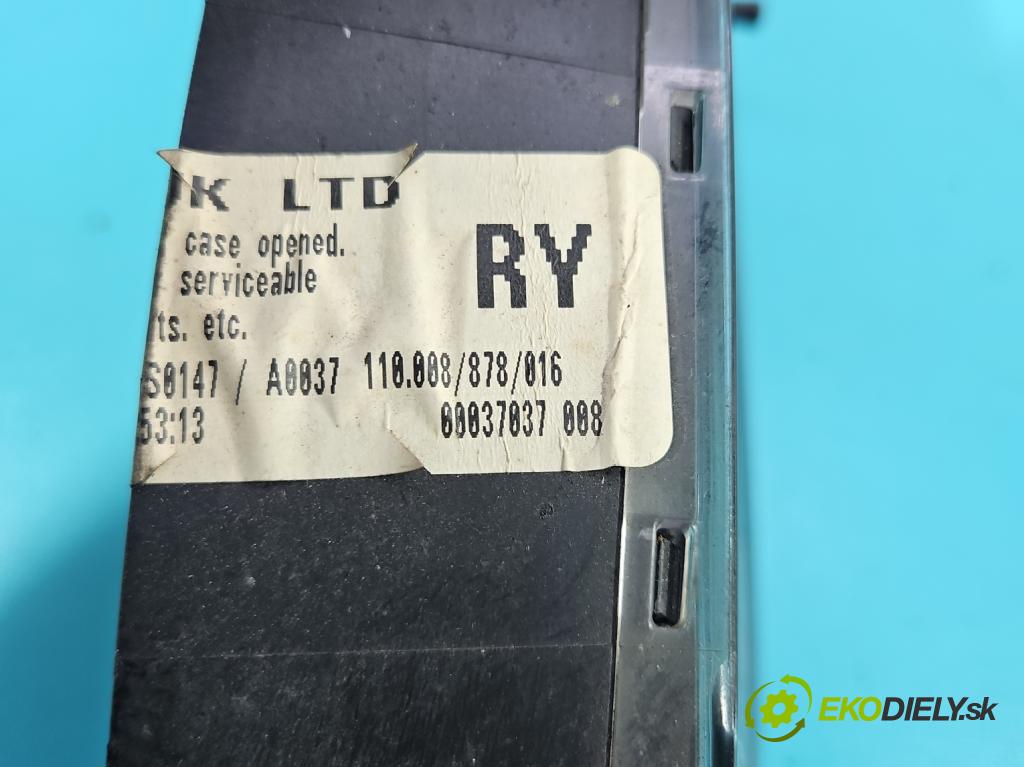 UK LTD
case opened.
RY
serviceable
ts. etc.
S0147 / A0037 110.008/878/016
53:13 00037037 008
EKODIELY.sk